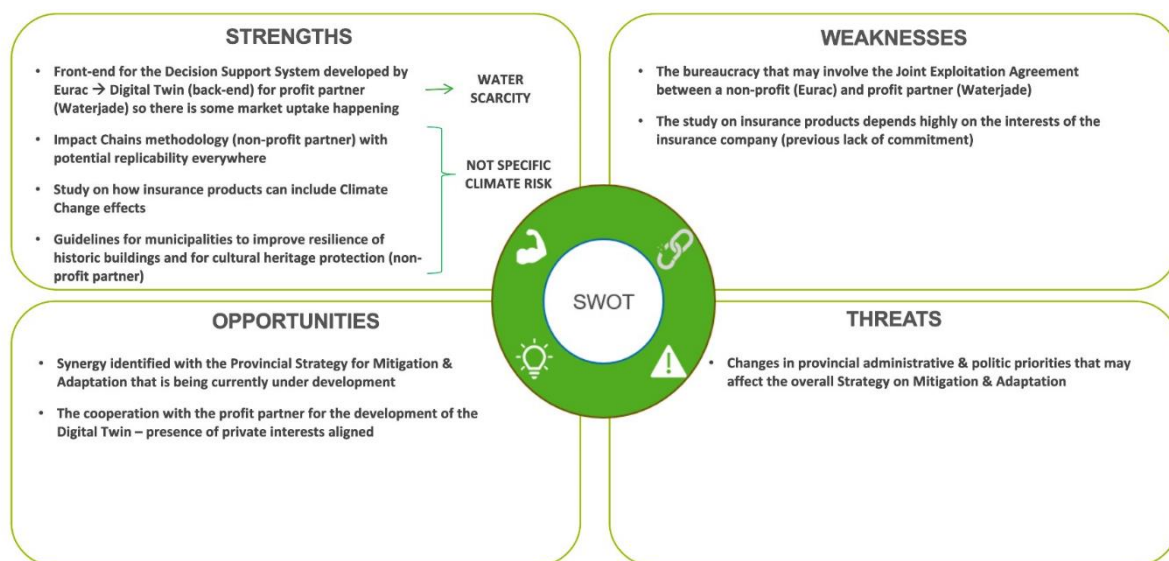 STRENGTHS
• Front-end for the Decision Support System developed by
Eurac → Digital Twin (back-end) for profit partner
(Waterjade) so there is some market uptake happening
• Impact Chains methodology (non-profit partner) with
potential replicability everywhere
• Study on how insurance products can include Climate
Change effects
• Guidelines for municipalities to improve resilience of
historic buildings and for cultural heritage protection (non-
profit partner)
WATER
SCARCITY
NOT SPECIFIC
CLIMATE RISK
WEAKNESSES
• The bureaucracy that may involve the Joint Exploitation Agreement
between a non-profit (Eurac) and profit partner (Waterjade)
• The study on insurance products depends highly on the interests of the
insurance company (previous lack of commitment)
SWOT
OPPORTUNITIES
• Synergy identified with the Provincial Strategy for Mitigation &
Adaptation that is being currently under development
• The cooperation with the profit partner for the development of the
Digital Twin – presence of private interests aligned
THREATS
• Changes in provincial administrative & politic priorities that may
affect the overall Strategy on Mitigation & Adaptation